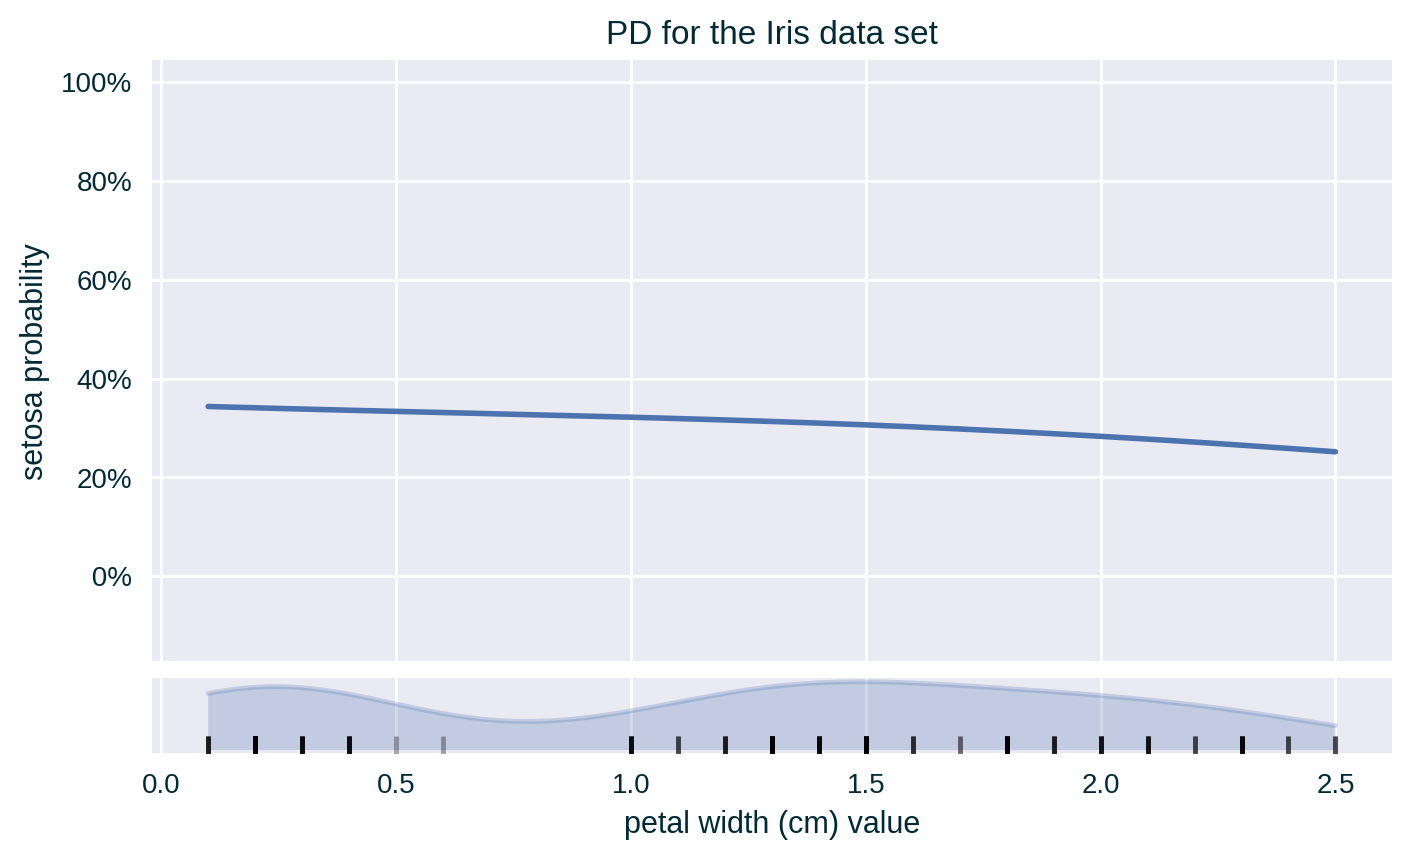 PD for the Iris data set
100%
80%
60%
40%
20%
0%
setosa probability
0.0 0.5 1.0 1.5 2.0 2.5
petal width (cm) value